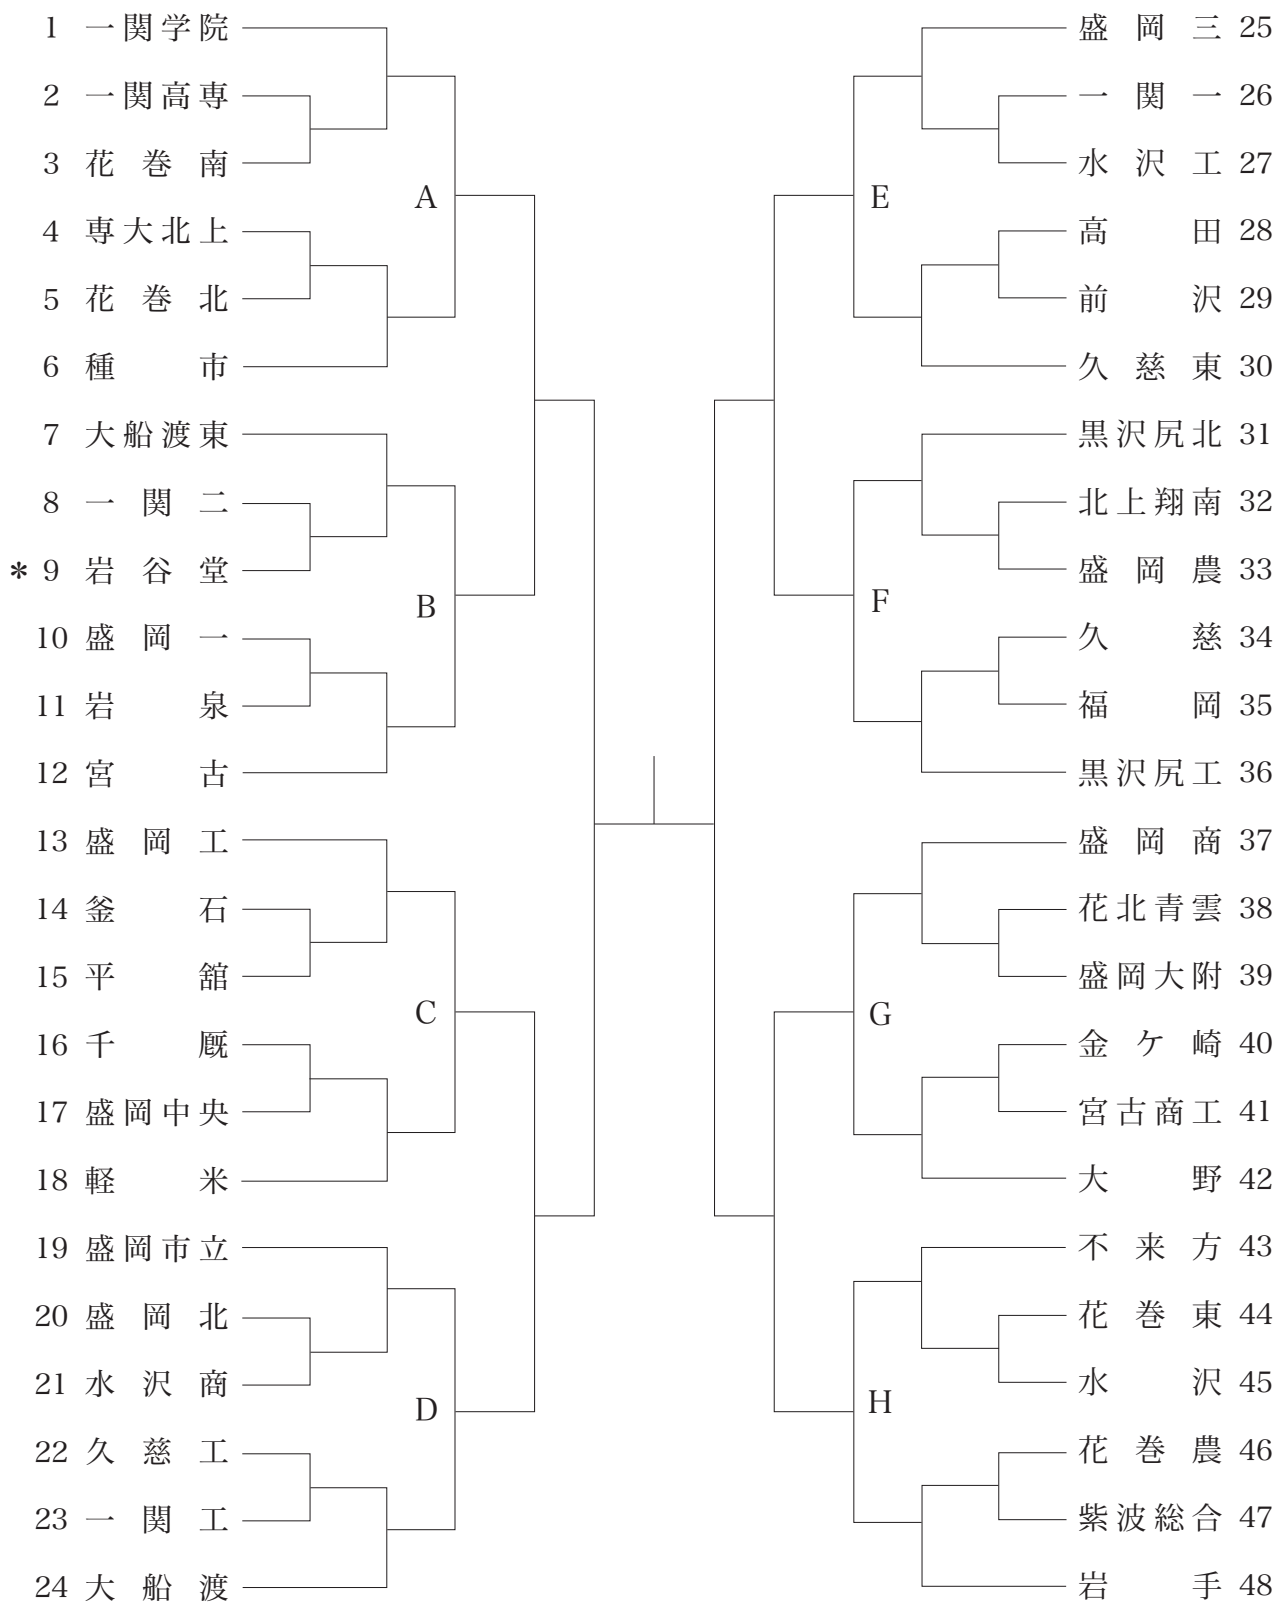 1 一関学院
2 一関高専
3 花巻南
A
4 専大北上
5 花巻北
6 種市
7 大船渡東
8 一関二
* 9 岩谷堂
B
10 盛岡一
11 岩泉
12 宮古
13 盛岡工
14 釜石
15 平舘
C
16 千厩
17 盛岡中央
18 軽米
19 盛岡市立
20 盛岡北
21 水沢商
D
22 久慈工
23 一関工
24 大船渡
盛岡三 25
一関一 26
水沢工 27
E
高田 28
前沢 29
久慈東 30
黒沢尻北 31
北上翔南 32
盛岡農 33
F
久慈 34
福岡 35
黒沢尻工 36
盛岡商 37
花北青雲 38
盛岡大附 39
G
金ケ崎 40
宮古商工 41
大野 42
不来方 43
花巻東 44
水沢 45
H
花巻農 46
紫波総合 47
岩手 48